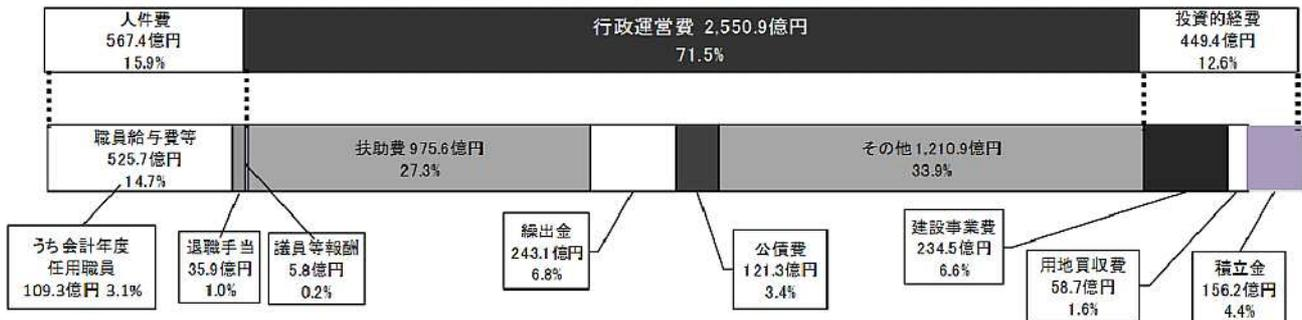 人件費
567.4億円
15.9%
行政運営費 2,550.9億円
71.5%
投資的経費
449.4億円
12.6%
職員給与費等
525.7億円
14.7%
扶助費 975.6億円
27.3%
その他 1,210.9億円
33.9%
うち会計年度
任用職員
109.3億円 3.1%
退職手当
35.9億円
1.0%
議員等報酬
5.8億円
0.2%
繰出金
243.1億円
6.8%
公債費
121.3億円
3.4%
建設事業費
234.5億円
6.6%
用地買収費
58.7億円
1.6%
積立金
156.2億円
4.4%